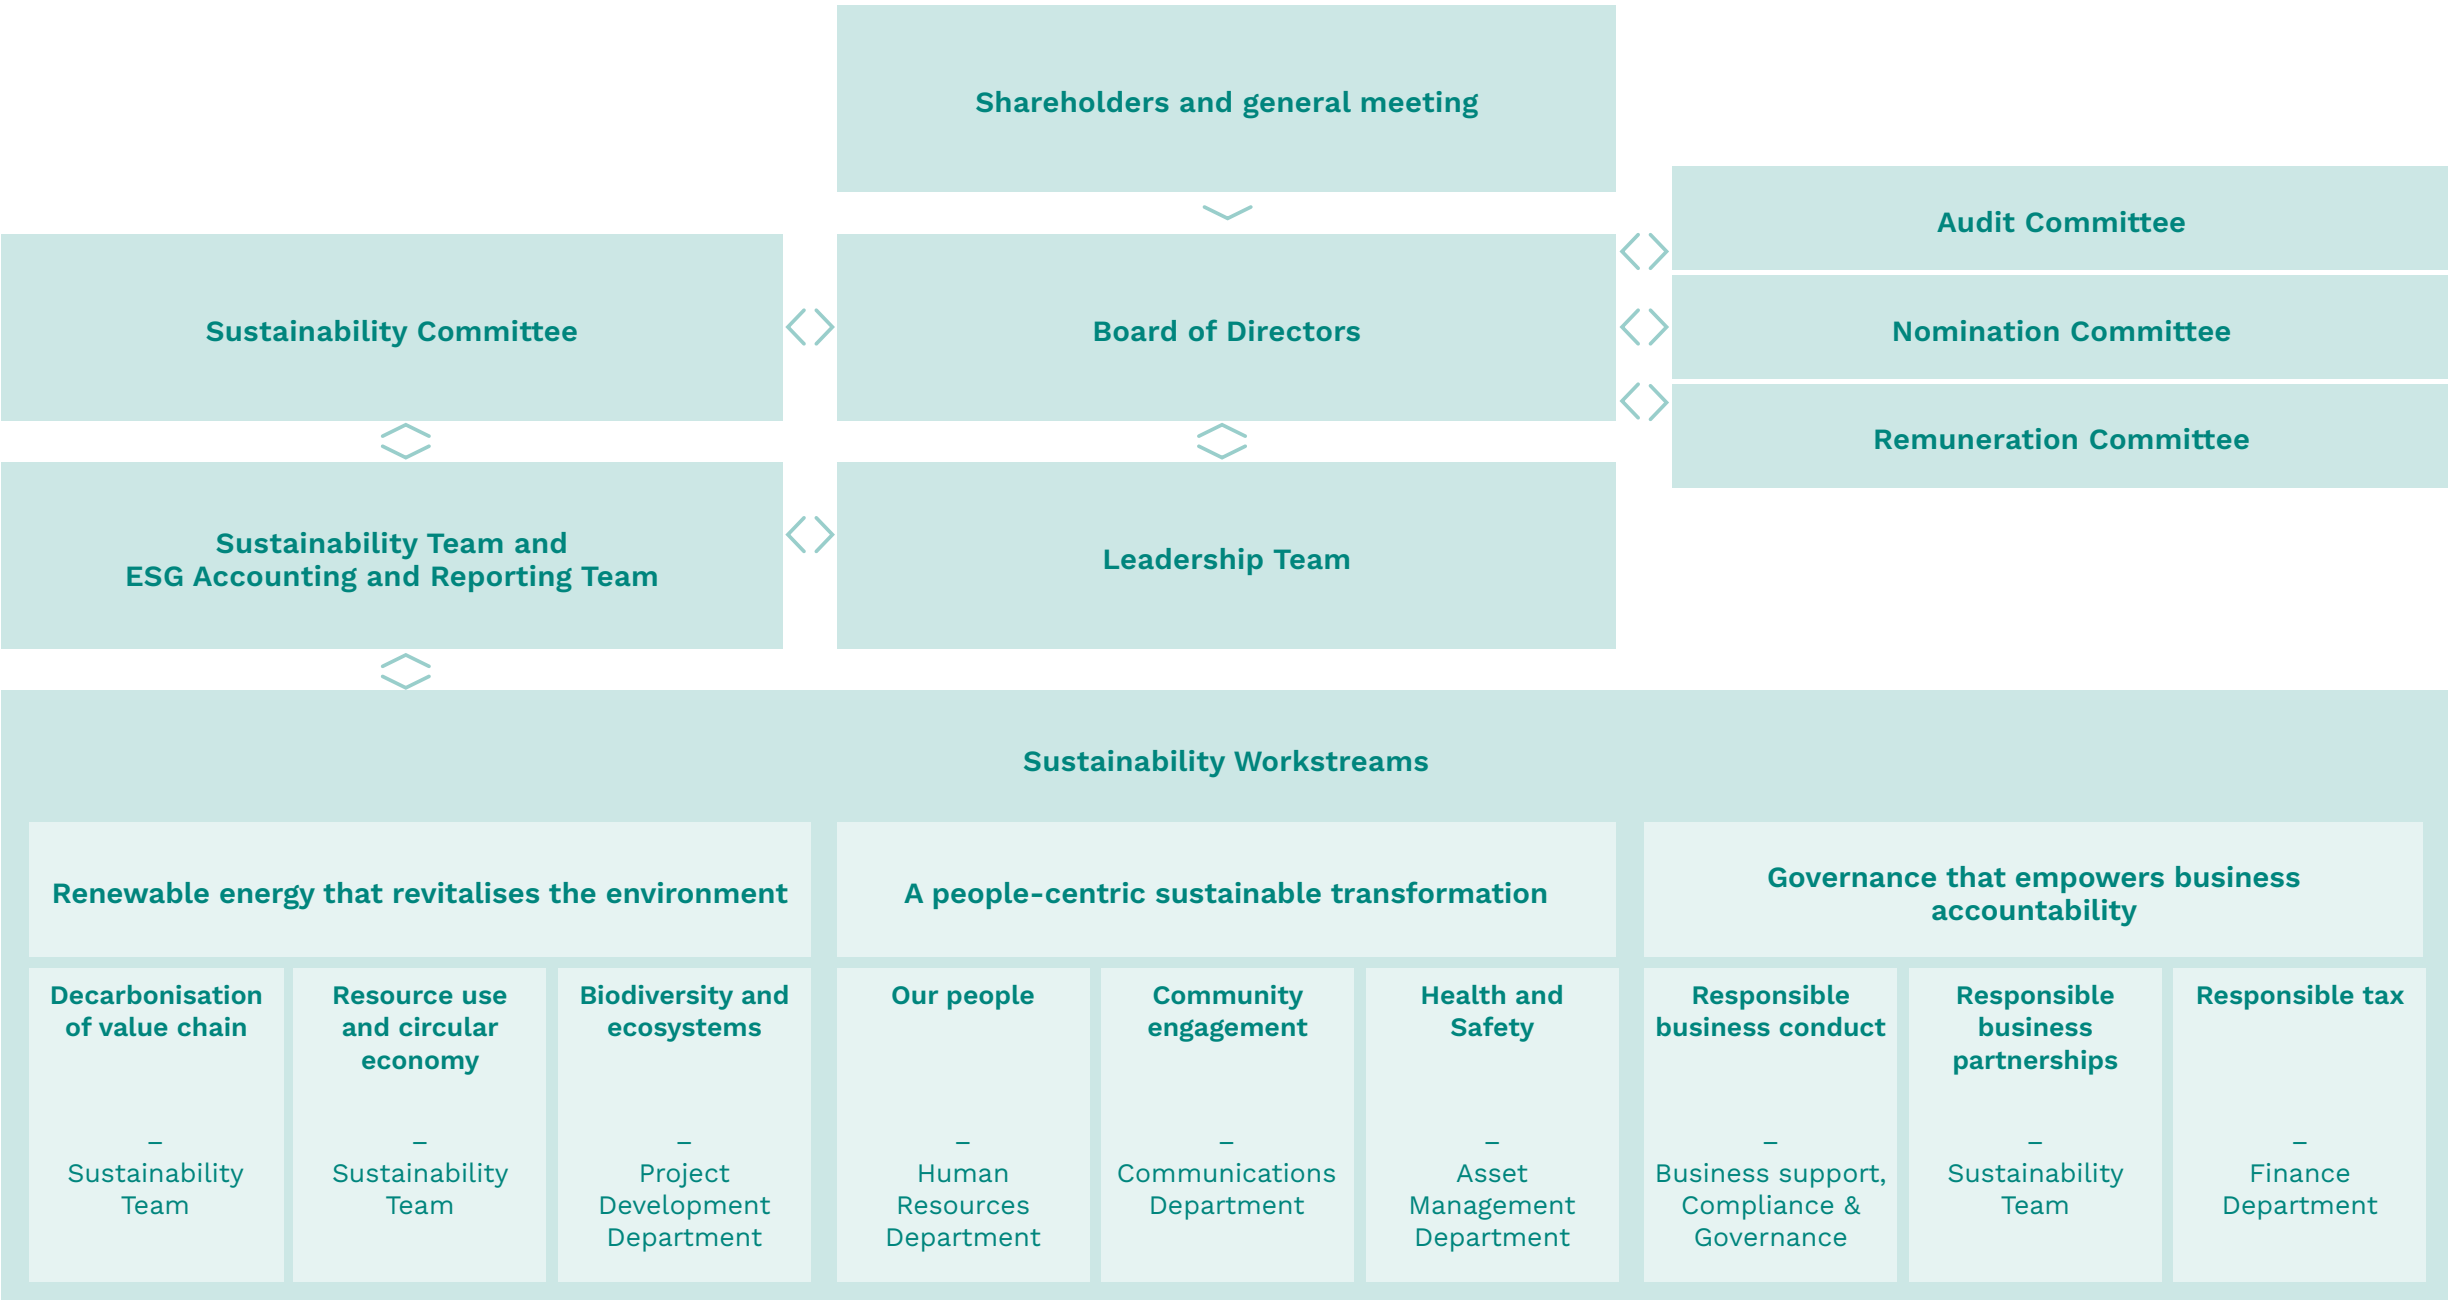 Shareholders and general meeting
Audit Committee
Sustainability Committee
Board of Directors
Nomination Committee
Remuneration Committee
Sustainability Team and
ESG Accounting and Reporting Team
Leadership Team
Sustainability Workstreams
Renewable energy that revitalises the environment
A people-centric sustainable transformation
Governance that empowers business
accountability
Decarbonisation
of value chain
–
Sustainability
Team
Resource use
and circular
economy
–
Sustainability
Team
Biodiversity and
ecosystems
–
Project
Development
Department
Our people
–
Human
Resources
Department
Community
engagement
–
Communications
Department
Health and
Safety
–
Asset
Management
Department
Responsible
business conduct
–
Business support,
Compliance &
Governance
Responsible
business
partnerships
–
Sustainability
Team
Responsible tax
–
Finance
Department